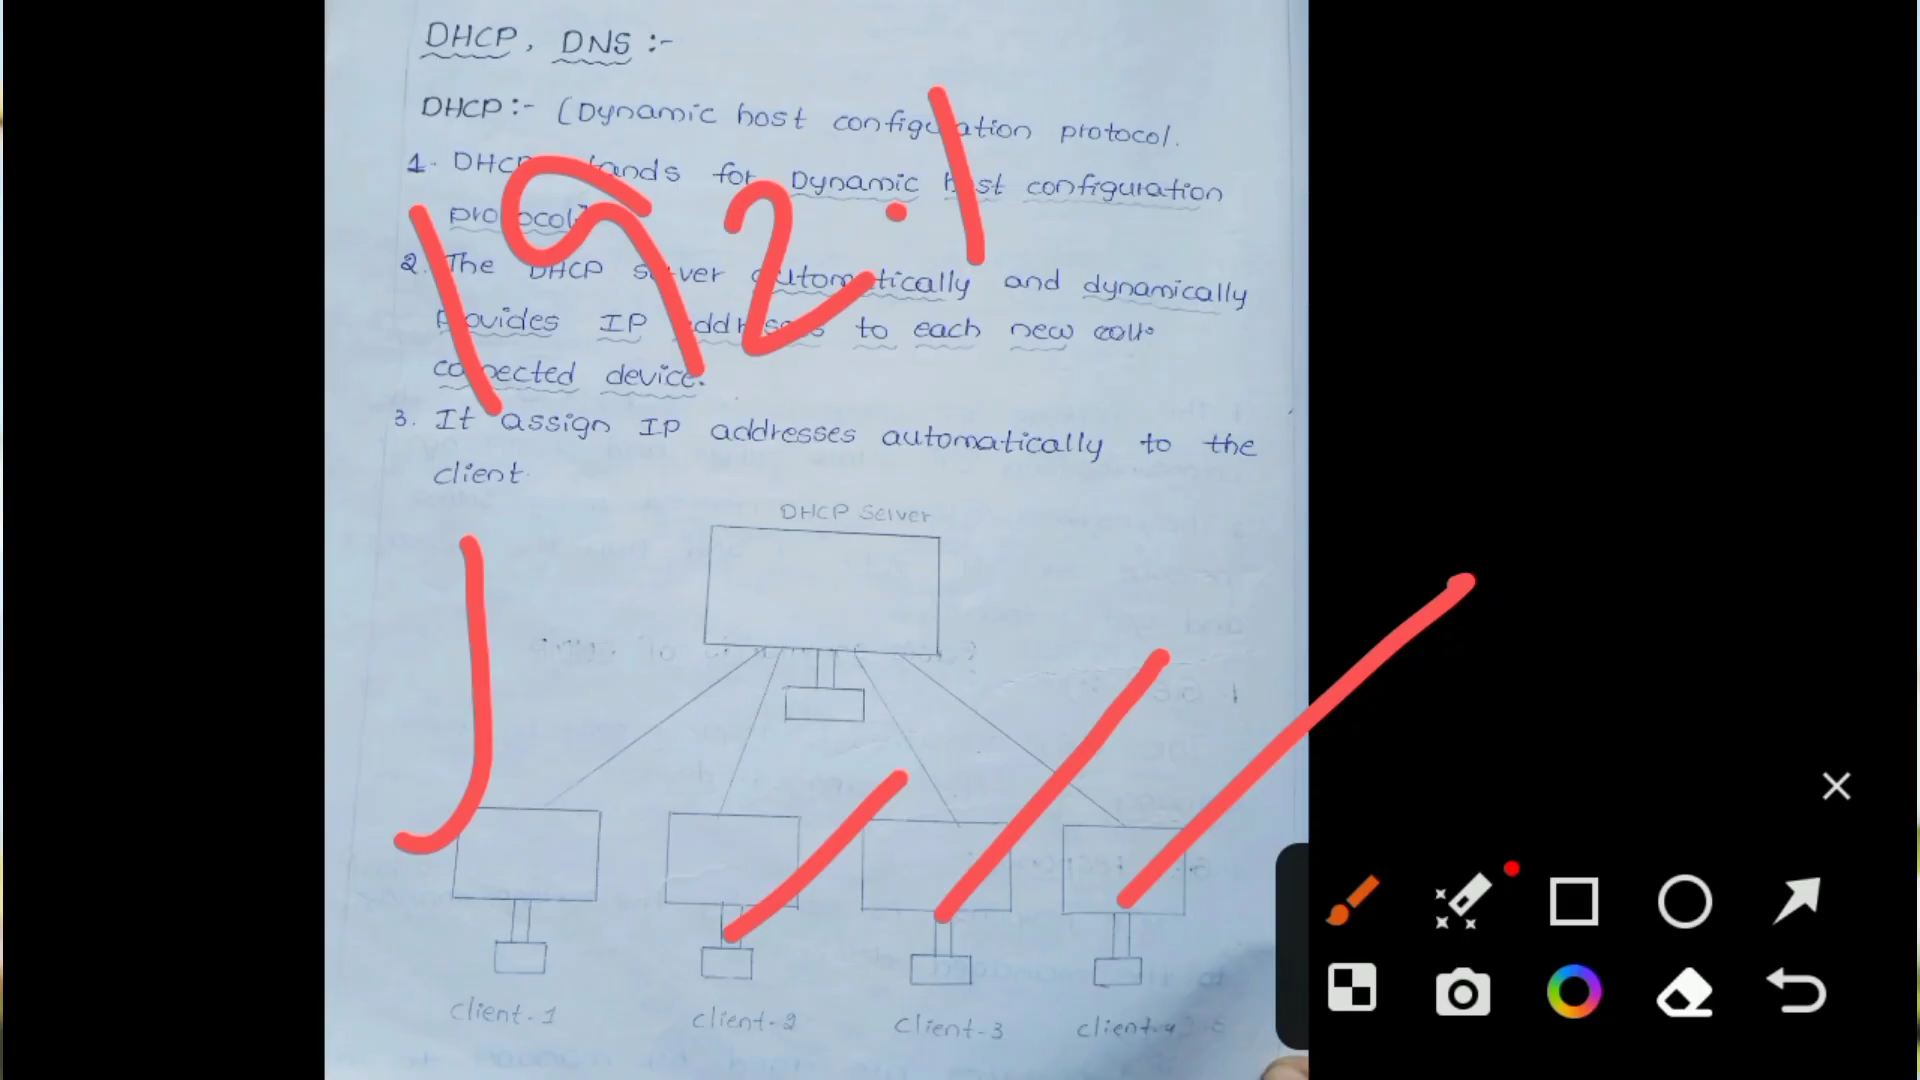 DHCP, DNS :-
DHCP :- (Dynamic host configuration protocol.
1. DHCP stands for Dynamic host configuration
protocol
2. The DHCP server automatically and dynamically
provides IP addresses to each new
connected device.
3. It assign IP addresses automatically to the
client.
192.1
DHCP Server
client-1 client-2 client-3 client-4